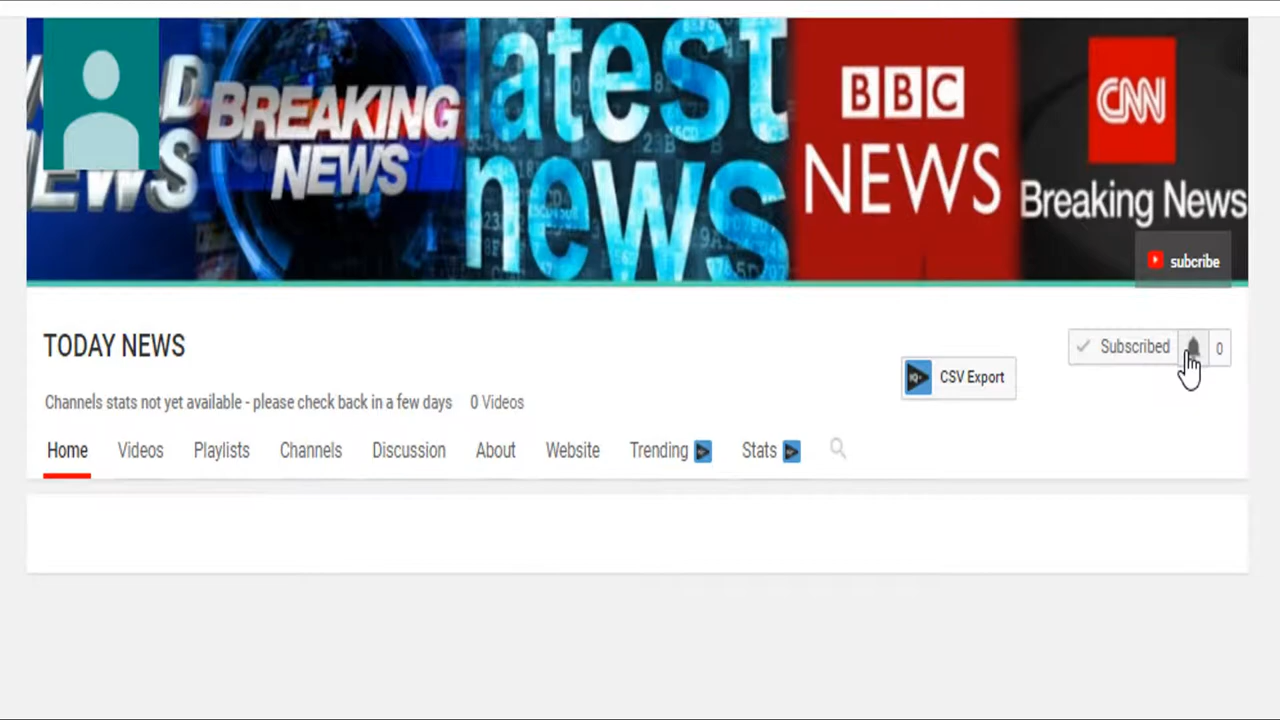 NEWS
BREAKING
NEWS
latest
news
BBC
NEWS
CNN
Breaking News
subcribe
TODAY NEWS
Subscribed 0
CSV Export
Channels stats not yet available - please check back in a few days 0 Videos
Home Videos Playlists Channels Discussion About Website Trending Stats